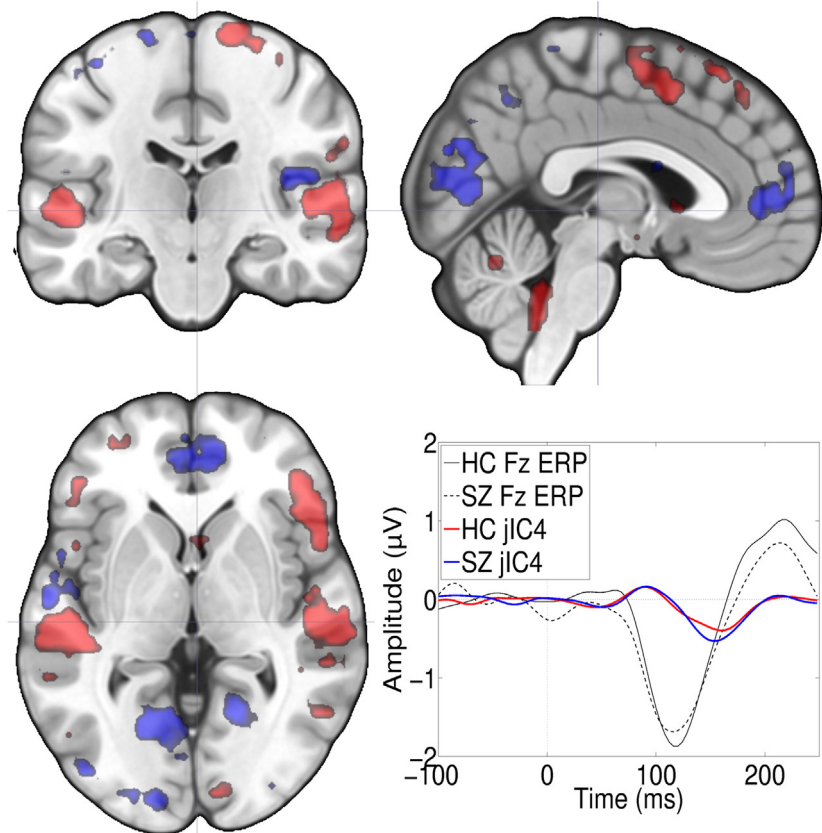 2
1
0
−1
−2
Amplitude (µV)
HC Fz ERP
SZ Fz ERP
HC jIC4
SZ jIC4
−100
0
100
200
Time (ms)